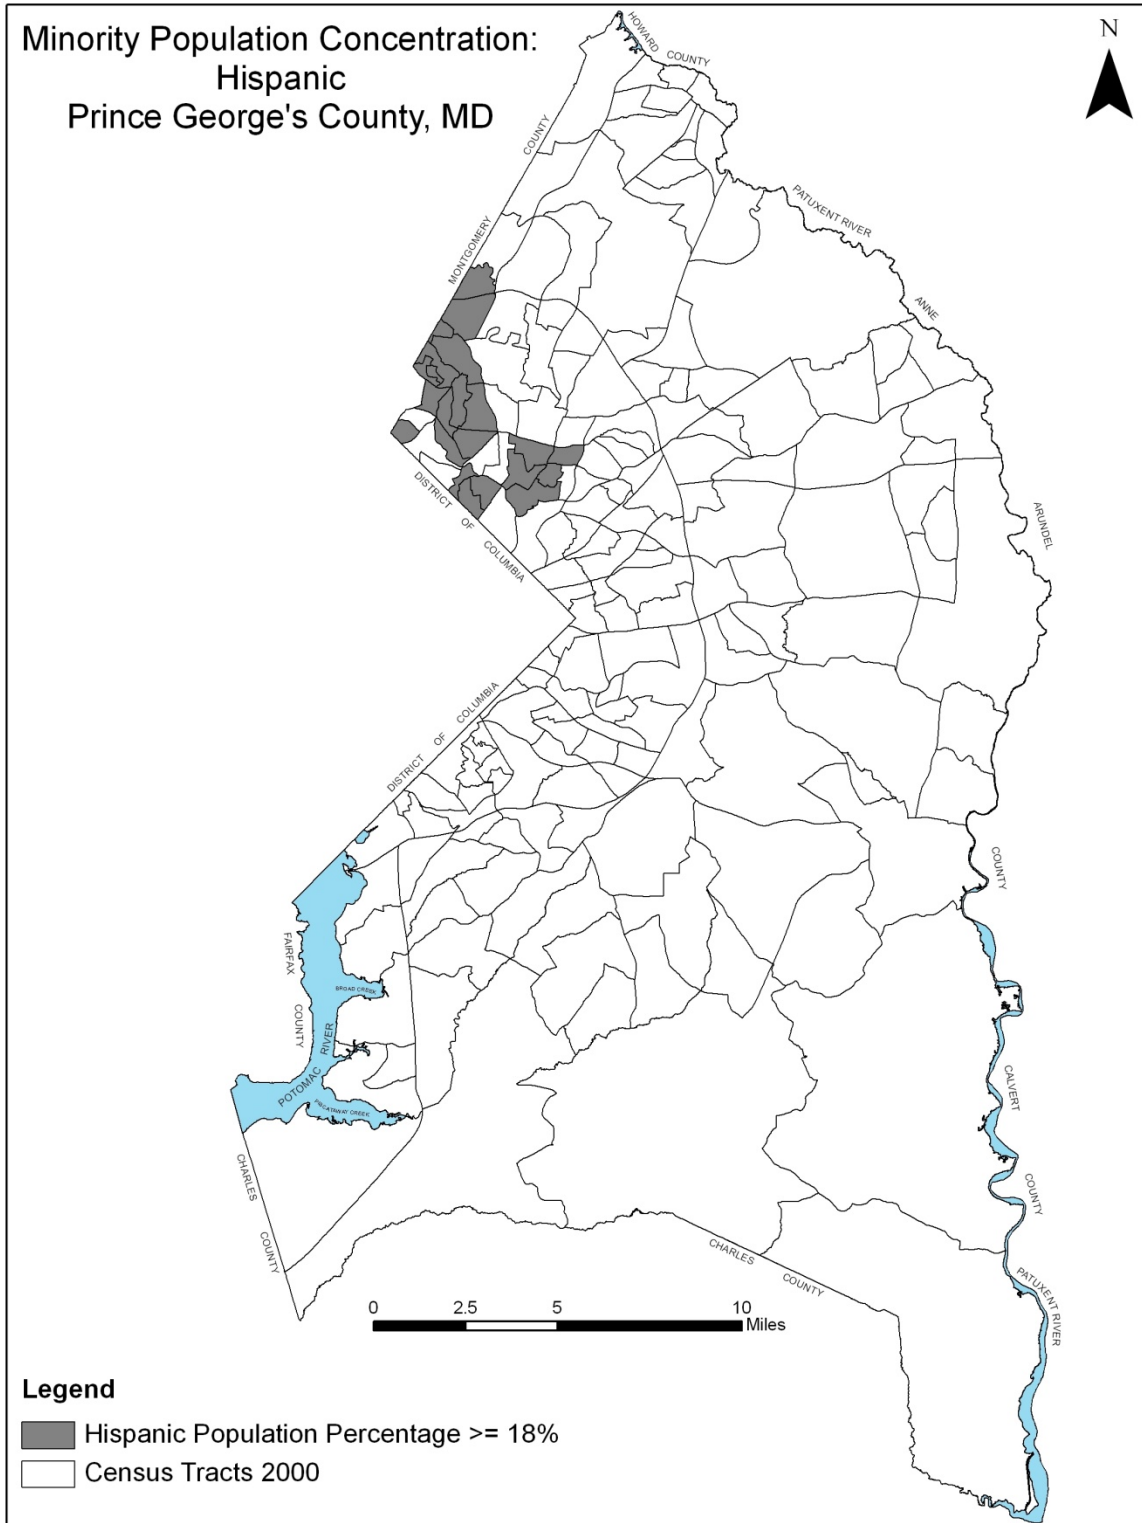 Minority Population Concentration:
Hispanic
Prince George's County, MD
N
HOWARD
COUNTY
COUNTY
MONTGOMERY
PATUXENT RIVER
ANNE
ARUNDEL
DISTRICT OF COLUMBIA
DISTRICT OF COLUMBIA
COUNTY
FAIRFAX
COUNTY
BROAD CREEK
POTOMAC RIVER
PISCATAWAY CREEK
CALVERT
COUNTY
CHARLES
COUNTY
CHARLES
COUNTY
PATUXENT RIVER
0 2.5 5 10
Miles
Legend
Hispanic Population Percentage >= 18%
Census Tracts 2000